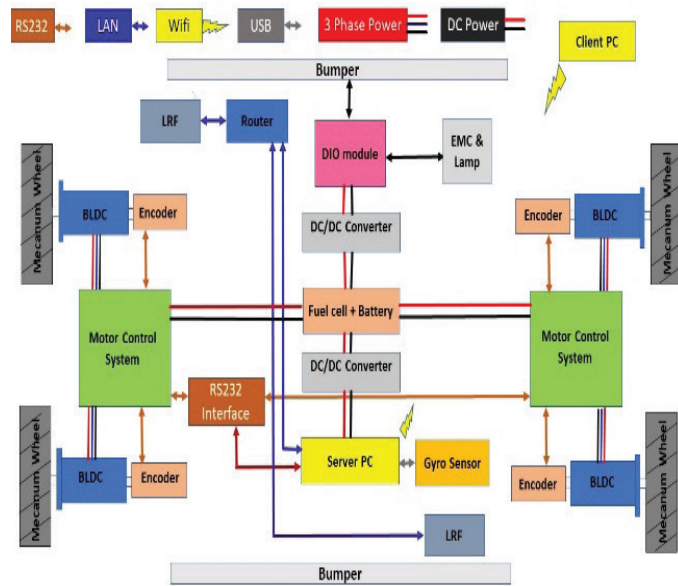 RS232
LAN
Wifi
USB
3 Phase Power
DC Power
Client PC
Bumper
LRF
Router
DIO module
EMC &
Lamp
Mecanum Wheel
BLDC
Encoder
DC/DC Converter
Encoder
BLDC
Mecanum Wheel
Motor Control
System
Fuel cell + Battery
Motor Control
System
DC/DC Converter
RS232
Interface
Mecanum Wheel
BLDC
Encoder
Server PC
Gyro Sensor
Encoder
BLDC
Mecanum Wheel
LRF
Bumper